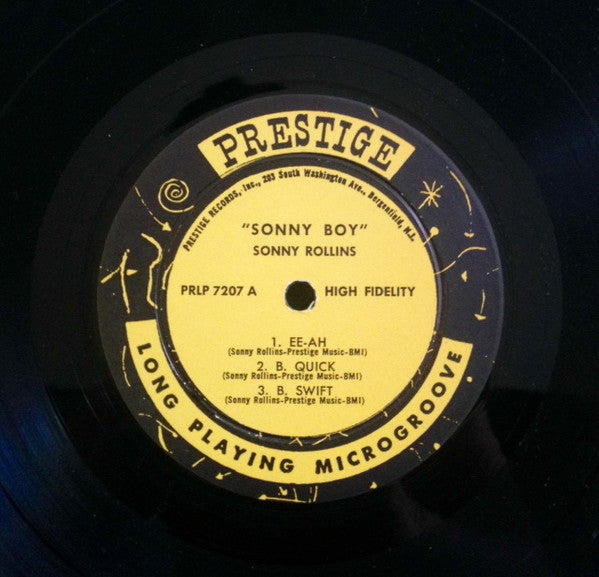 PRESTIGE
PRESTIGE RECORDS, Inc., 203 South Washington Ave., Bergenfield, N.J.
"SONNY BOY"
SONNY ROLLINS
PRLP 7207 A HIGH FIDELITY
1. EE-AH
(Sonny Rollins-Prestige Music-BMI)
2. B. QUICK
(Sonny Rollins-Prestige Music-BMI)
3. B. SWIFT
(Sonny Rollins-Prestige Music-BMI)
LONG PLAYING MICROGROOVE